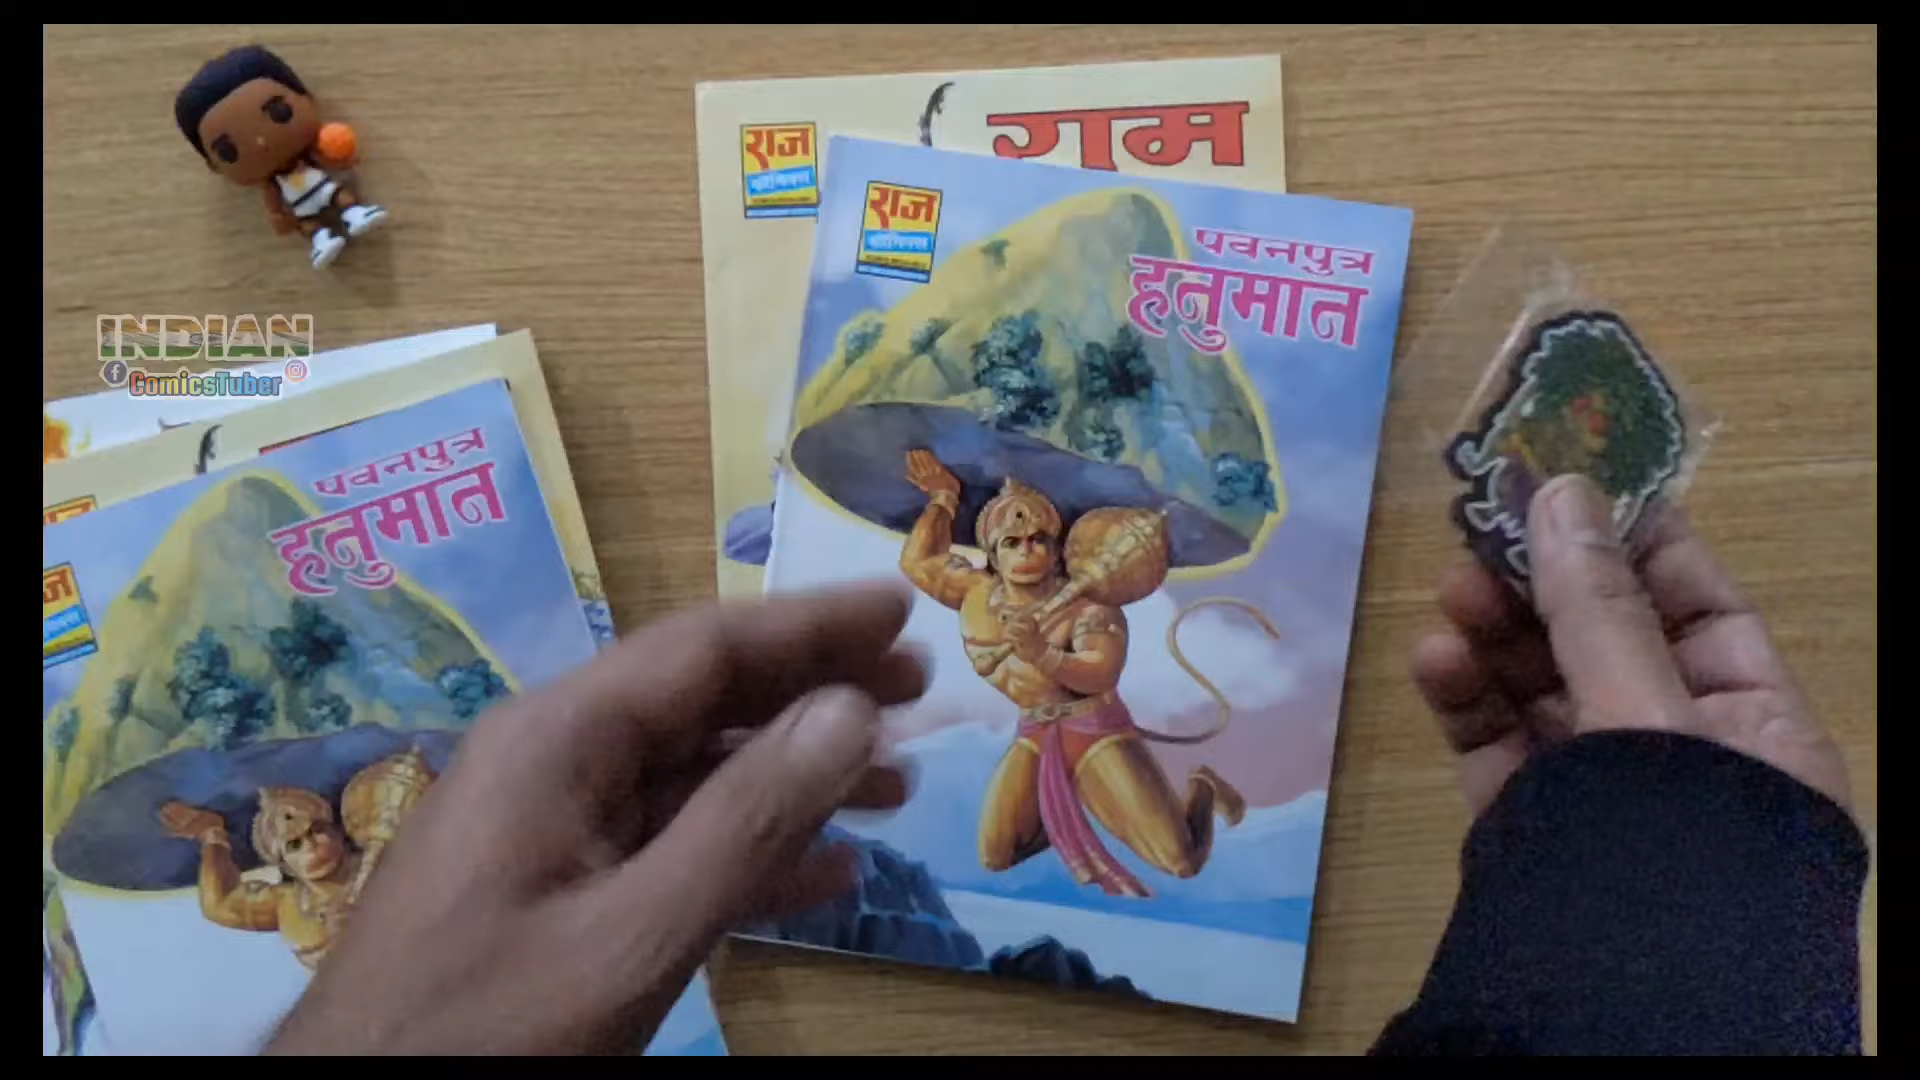 राम
राज
कॉमिक्स
राज
कॉमिक्स
पवनपुत्र
हनुमान
INDIAN
ComicsTuber
पवनपुत्र
हनुमान